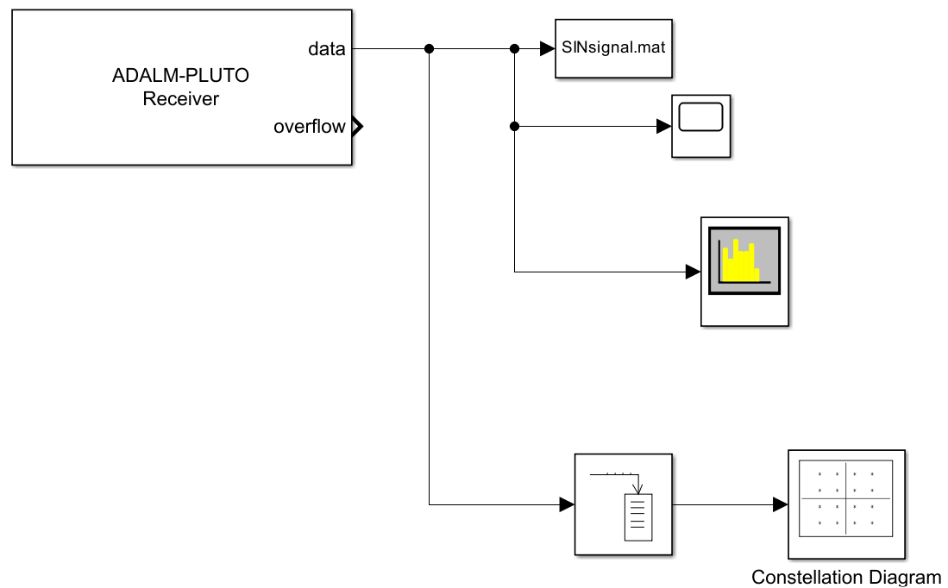 data
SINsignal.mat
ADALM-PLUTO
Receiver
overflow
Constellation Diagram